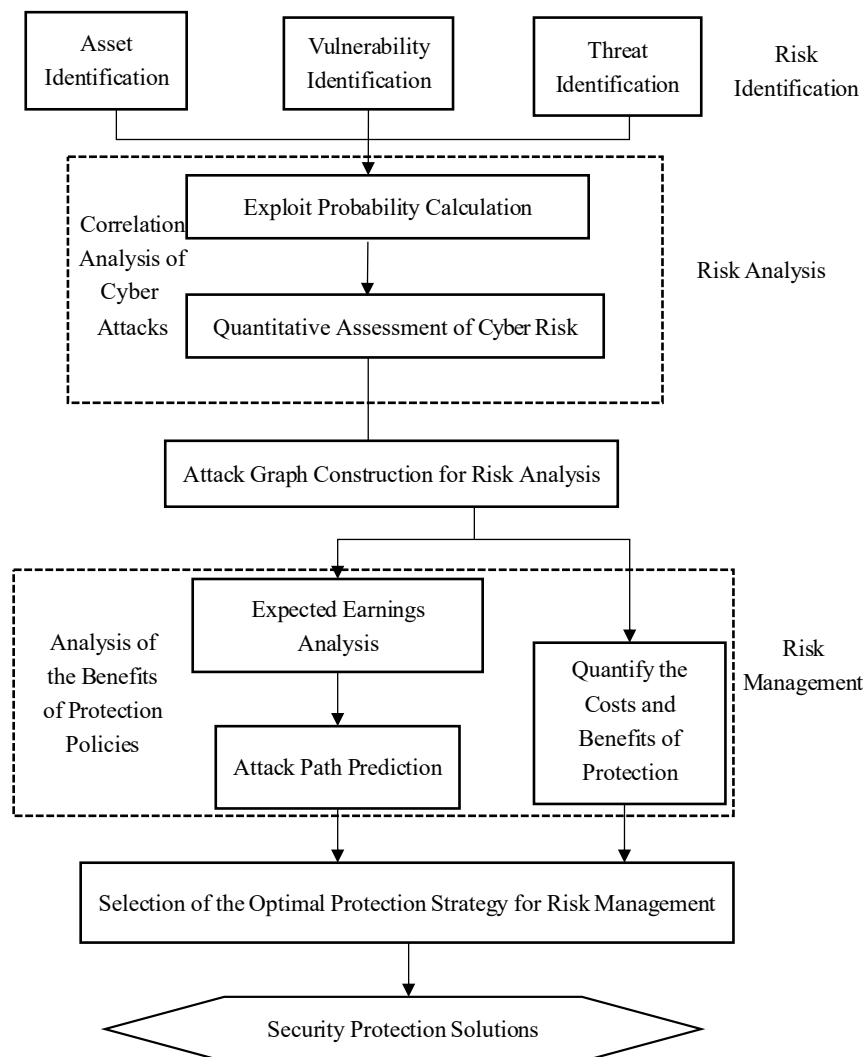 Asset
Identification
Vulnerability
Identification
Threat
Identification
Risk
Identification
Exploit Probability Calculation
Correlation
Analysis of
Cyber
Attacks
Risk Analysis
Quantitative Assessment of Cyber Risk
Attack Graph Construction for Risk Analysis
Expected Earnings
Analysis
Analysis of
the Benefits
of Protection
Policies
Quantify the
Costs and
Benefits of
Protection
Risk
Management
Attack Path Prediction
Selection of the Optimal Protection Strategy for Risk Management
Security Protection Solutions